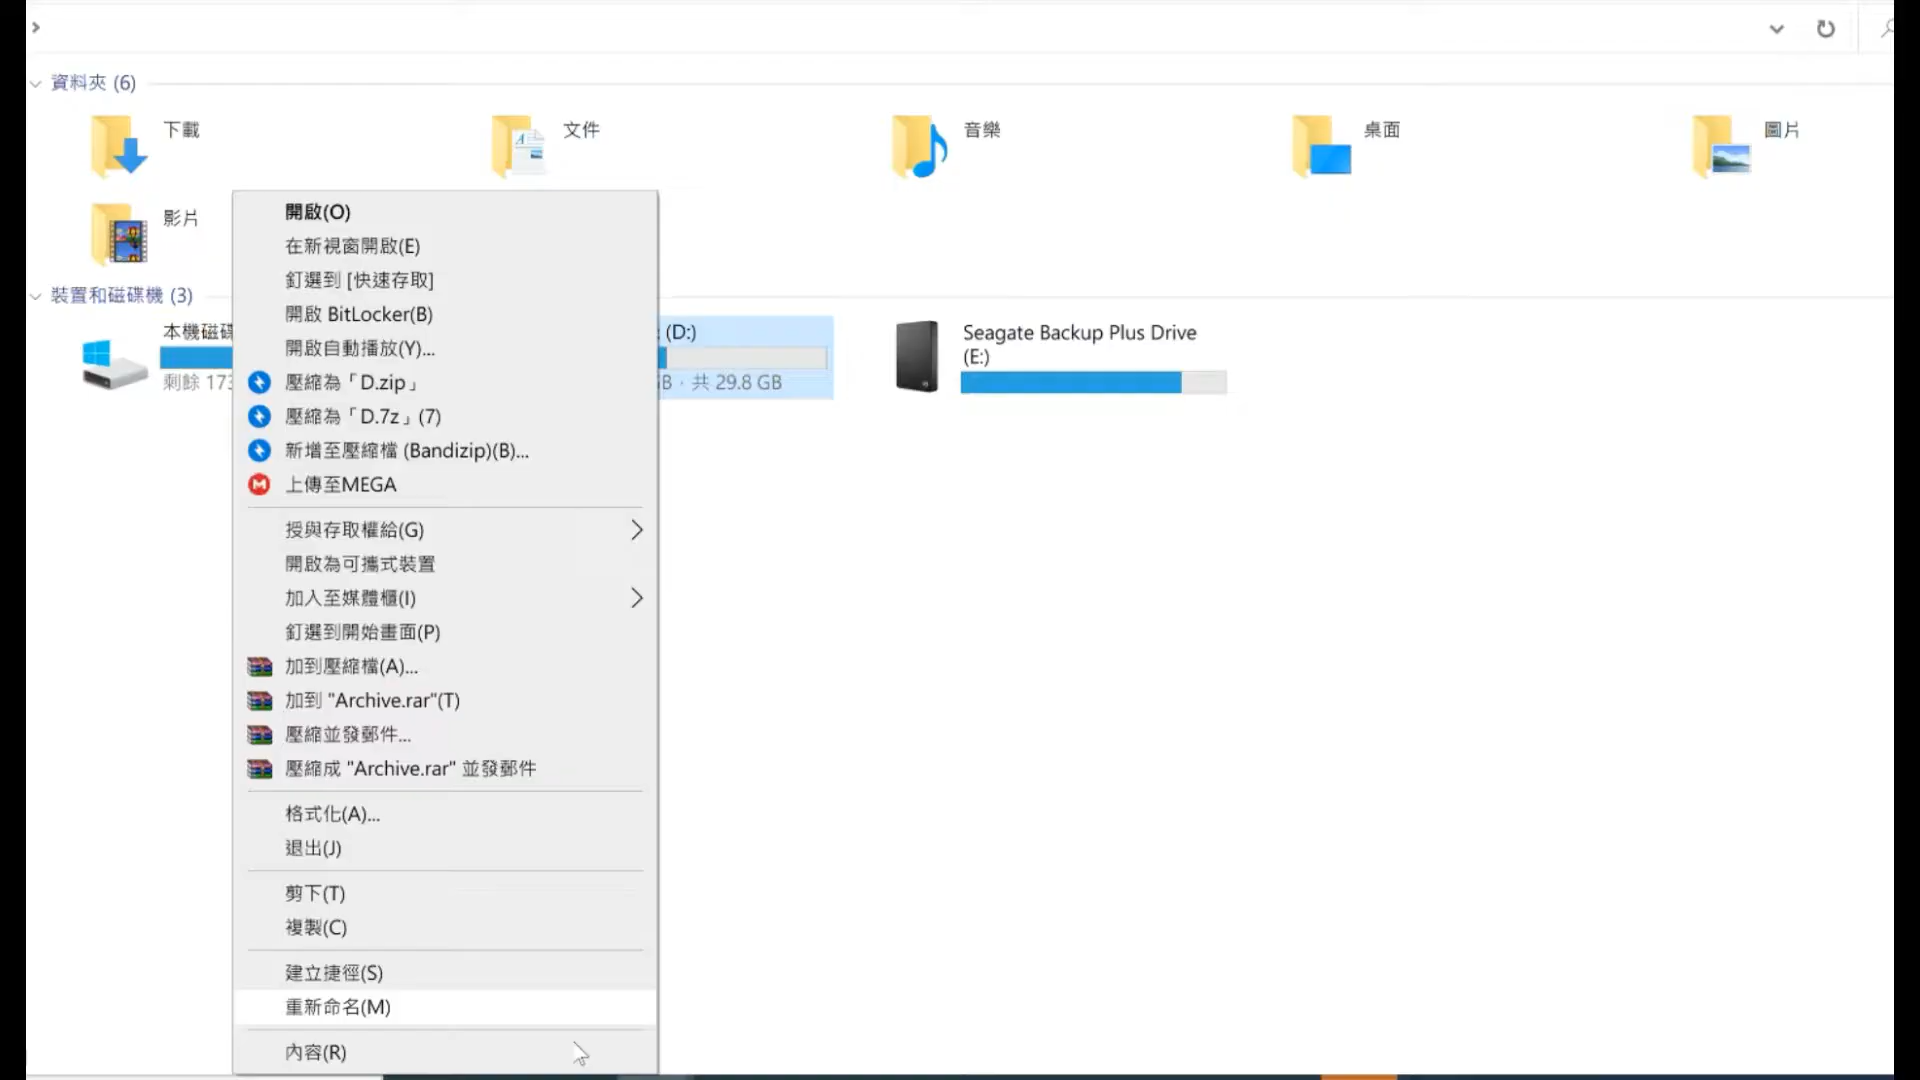 資料夾 (6)
下載
文件
音樂
桌面
圖片
影片
裝置和磁碟機 (3)
本機磁碟
剩餘 173
(D:)
GB，共 29.8 GB
Seagate Backup Plus Drive
(E:)
開啟(O)
在新視窗開啟(E)
釘選到 [快速存取]
開啟 BitLocker(B)
開啟自動播放(Y)...
壓縮為「D.zip」
壓縮為「D.7z」(7)
新增至壓縮檔 (Bandizip)(B)...
上傳至MEGA
授與存取權給(G)
開啟為可攜式裝置
加入至媒體櫃(I)
釘選到開始畫面(P)
加到壓縮檔(A)...
加到 "Archive.rar"(T)
壓縮並發郵件...
壓縮成 "Archive.rar" 並發郵件
格式化(A)...
退出(J)
剪下(T)
複製(C)
建立捷徑(S)
重新命名(M)
內容(R)